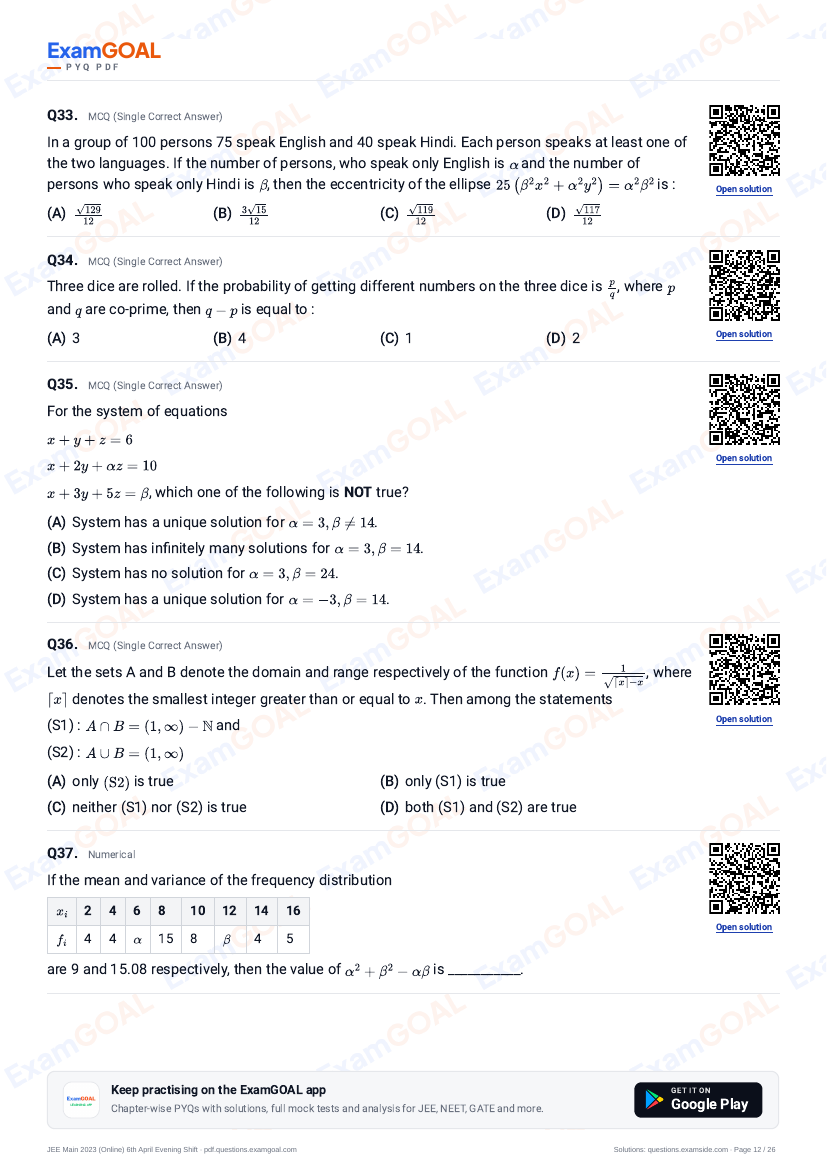 ExamGOAL
PYQ PDF
Q33. MCQ (Single Correct Answer)
In a group of 100 persons 75 speak English and 40 speak Hindi. Each person speaks at least one of
the two languages. If the number of persons, who speak only English is α and the number of
persons who speak only Hindi is β, then the eccentricity of the ellipse 25 (β²x² + α²y²) = α²β² is :
(A) √129/12 (B) 3√15/12 (C) √119/12 (D) √117/12
Open solution
Q34. MCQ (Single Correct Answer)
Three dice are rolled. If the probability of getting different numbers on the three dice is p/q, where p
and q are co-prime, then q − p is equal to :
(A) 3 (B) 4 (C) 1 (D) 2
Open solution
Q35. MCQ (Single Correct Answer)
For the system of equations
x + y + z = 6
x + 2y + αz = 10
x + 3y + 5z = β, which one of the following is NOT true?
(A) System has a unique solution for α = 3, β ≠ 14.
(B) System has infinitely many solutions for α = 3, β = 14.
(C) System has no solution for α = 3, β = 24.
(D) System has a unique solution for α = −3, β = 14.
Open solution
Q36. MCQ (Single Correct Answer)
Let the sets A and B denote the domain and range respectively of the function f(x) = 1/√(⌈x⌉−x), where
⌈x⌉ denotes the smallest integer greater than or equal to x. Then among the statements
(S1) : A ∩ B = (1, ∞) − ℕ and
(S2) : A ∪ B = (1, ∞)
(A) only (S2) is true (B) only (S1) is true
(C) neither (S1) nor (S2) is true (D) both (S1) and (S2) are true
Open solution
Q37. Numerical
If the mean and variance of the frequency distribution
xᵢ 2 4 6 8 10 12 14 16
fᵢ 4 4 α 15 8 β 4 5
are 9 and 15.08 respectively, then the value of α² + β² − αβ is ___________.
Open solution
Keep practising on the ExamGOAL app
Chapter-wise PYQs with solutions, full mock tests and analysis for JEE, NEET, GATE and more.
GET IT ON
Google Play
JEE Main 2023 (Online) 6th April Evening Shift · pdf.questions.examgoal.com
Solutions: questions.examside.com · Page 12 / 26